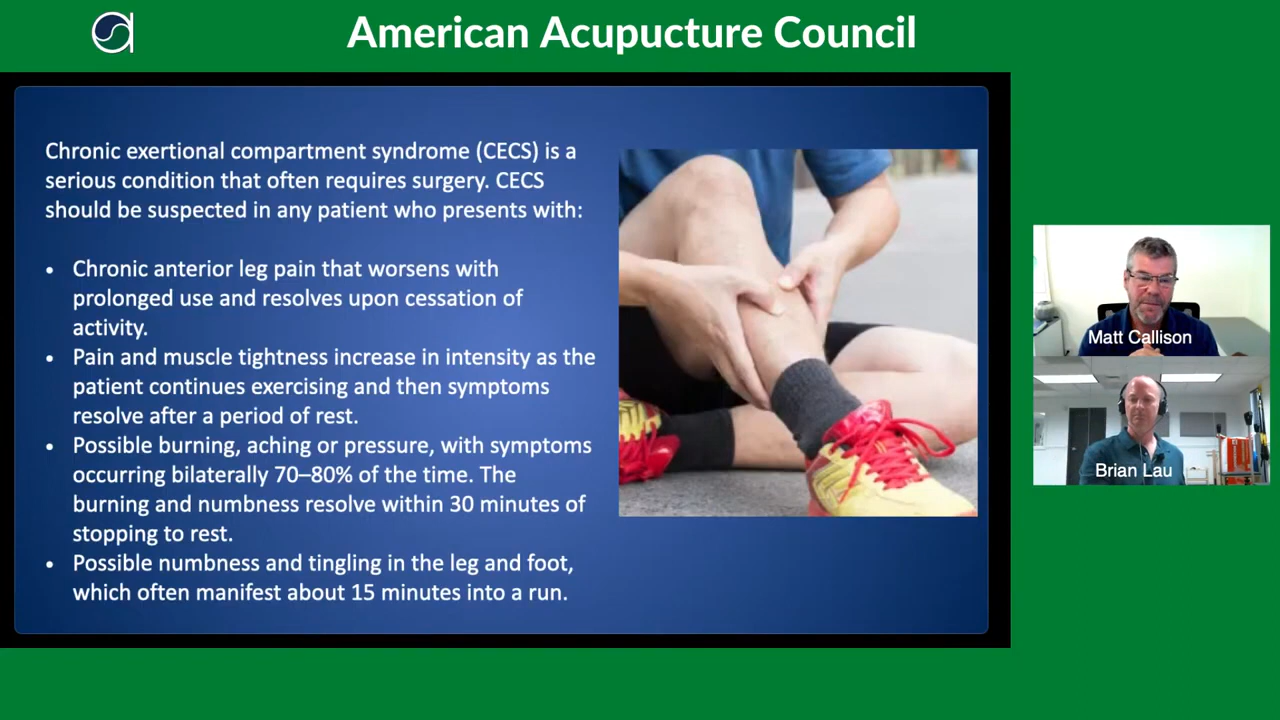 American Acupucture Council
Chronic exertional compartment syndrome (CECS) is a
serious condition that often requires surgery. CECS
should be suspected in any patient who presents with:
• Chronic anterior leg pain that worsens with
prolonged use and resolves upon cessation of
activity.
• Pain and muscle tightness increase in intensity as the
patient continues exercising and then symptoms
resolve after a period of rest.
• Possible burning, aching or pressure, with symptoms
occurring bilaterally 70–80% of the time. The
burning and numbness resolve within 30 minutes of
stopping to rest.
• Possible numbness and tingling in the leg and foot,
which often manifest about 15 minutes into a run.
Matt Callison
Brian Lau